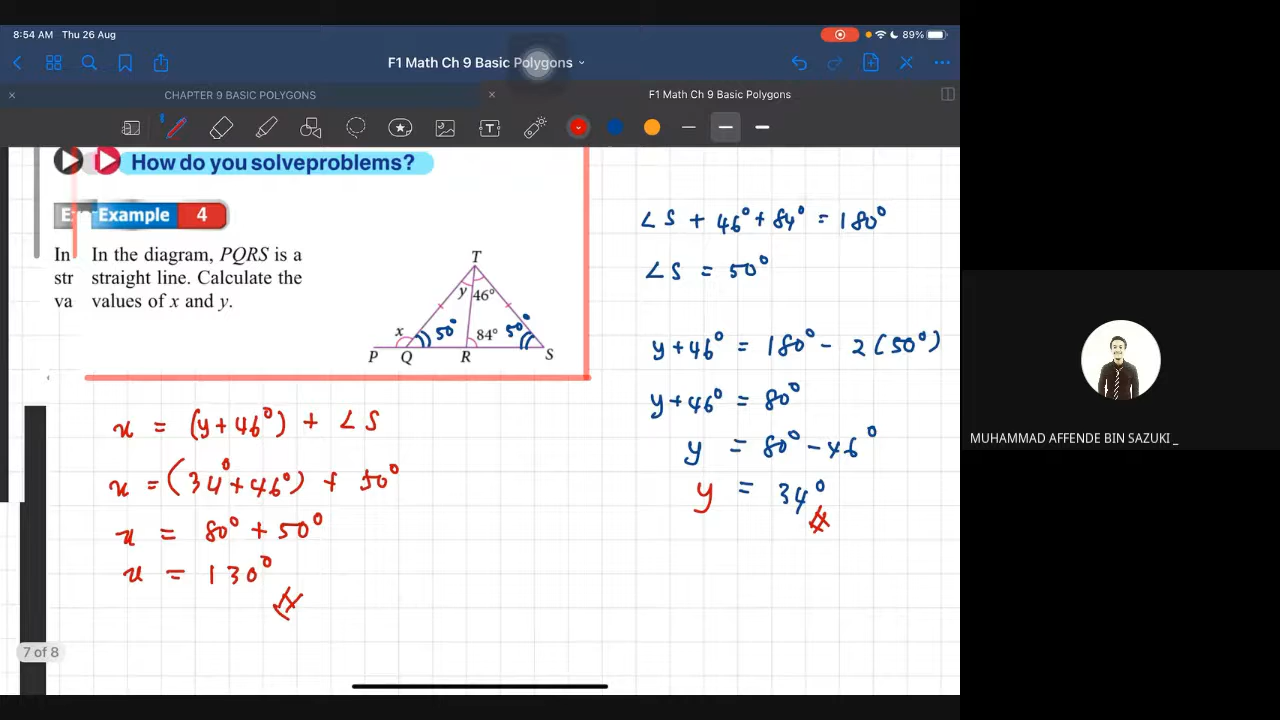 8:54 AM Thu 26 Aug
89%
F1 Math Ch 9 Basic Polygons
CHAPTER 9 BASIC POLYGONS
F1 Math Ch 9 Basic Polygons
How do you solveproblems?
Example 4
In the diagram, PQRS is a
straight line. Calculate the
values of x and y.
In
str
va
T
y 46°
x 50° 84° 50°
P Q R S
x = (y+46°) + ∠S
x = (34°+46°) + 50°
x = 80° + 50°
x = 130°
∠S + 46° + 84° = 180°
∠S = 50°
y+46° = 180° - 2(50°)
y+46° = 80°
y = 80° - 46°
y = 34°
MUHAMMAD AFFENDE BIN SAZUKI _
7 of 8